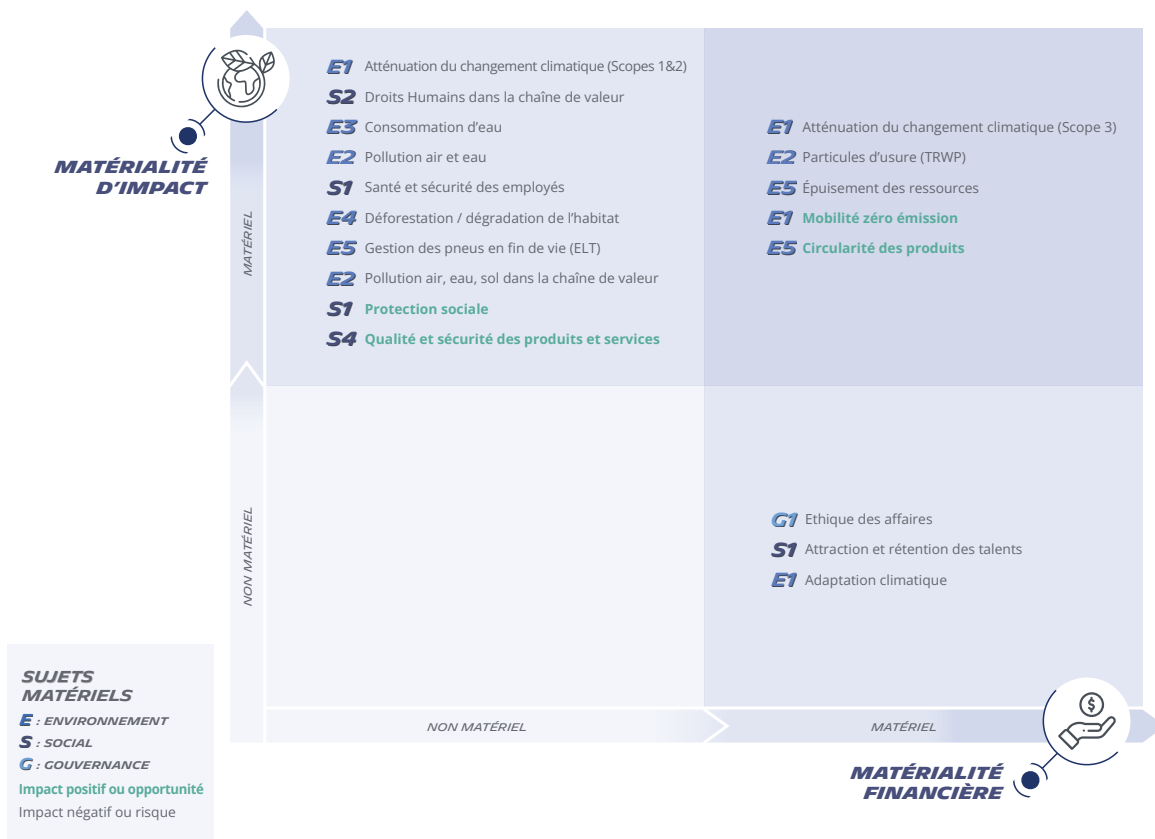 MATÉRIALITÉ
D'IMPACT
MATÉRIEL
NON MATÉRIEL
E1 Atténuation du changement climatique (Scopes 1&2)
S2 Droits Humains dans la chaîne de valeur
E3 Consommation d'eau
E2 Pollution air et eau
S1 Santé et sécurité des employés
E4 Déforestation / dégradation de l'habitat
E5 Gestion des pneus en fin de vie (ELT)
E2 Pollution air, eau, sol dans la chaîne de valeur
S1 Protection sociale
S4 Qualité et sécurité des produits et services
E1 Atténuation du changement climatique (Scope 3)
E2 Particules d'usure (TRWP)
E5 Épuisement des ressources
E1 Mobilité zéro émission
E5 Circularité des produits
G1 Ethique des affaires
S1 Attraction et rétention des talents
E1 Adaptation climatique
NON MATÉRIEL
MATÉRIEL
$
MATÉRIALITÉ
FINANCIÈRE
SUJETS
MATÉRIELS
E : ENVIRONNEMENT
S : SOCIAL
G : GOUVERNANCE
Impact positif ou opportunité
Impact négatif ou risque